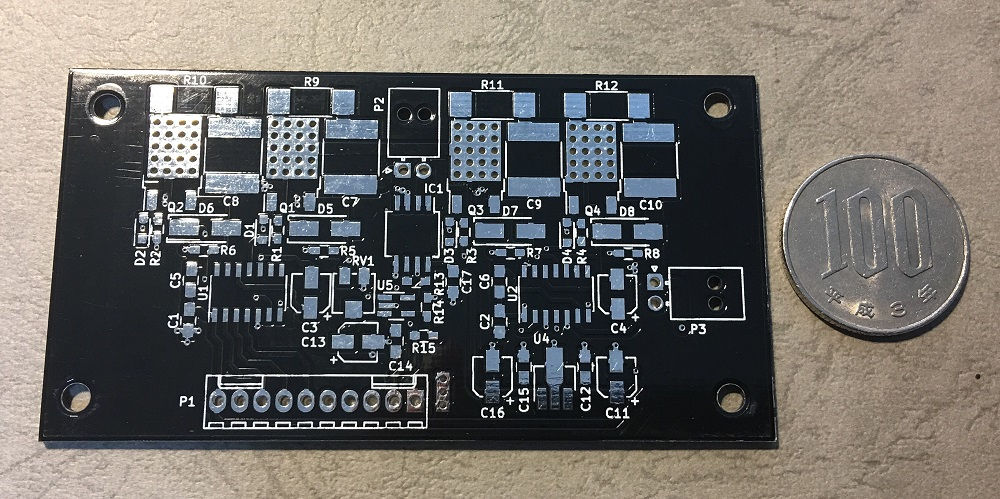 R10
R9
R11
R12
P2
IC1
C8
C7
C9
C10
Q2
D6
Q1
D5
Q3
D7
Q4
D8
D2
R2
R6
D1
R1
R5
D3
R3
R7
D4
R4
R8
RV1
C5
U1
U5
R13
C17
C6
U2
C1
C3
R14
C2
C4
P3
C13
R15
U4
C14
P1
C16
C15
C12
C11
100
平成3年